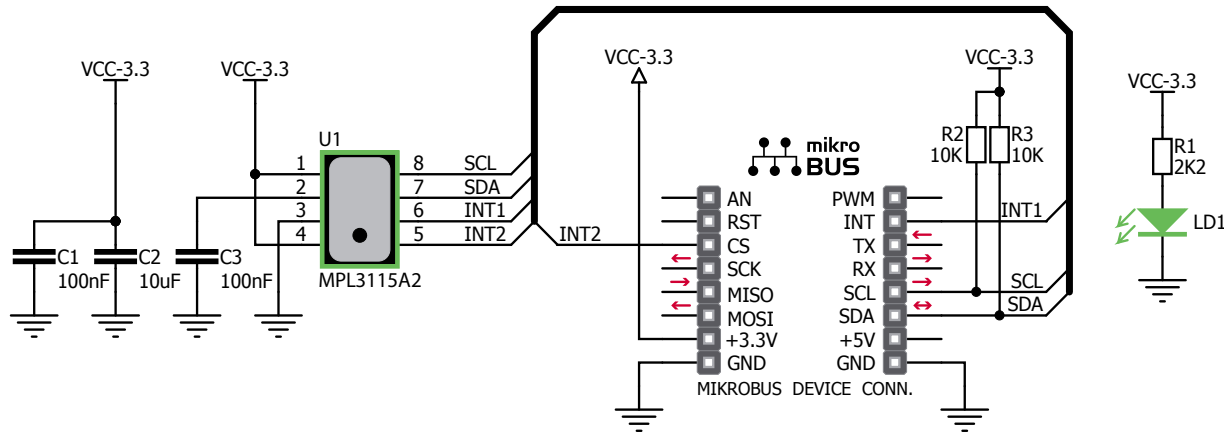 VCC-3.3
VCC-3.3
VCC-3.3
VCC-3.3
VCC-3.3
U1
1
2
3
4
8
7
6
5
SCL
SDA
INT1
INT2
MPL3115A2
C1
100nF
C2
10uF
C3
100nF
INT2
mikro
BUS
AN
RST
CS
SCK
MISO
MOSI
+3.3V
GND
PWM
INT
TX
RX
SCL
SDA
+5V
GND
MIKROBUS DEVICE CONN.
R2
10K
R3
10K
INT1
SCL
SDA
R1
2K2
LD1